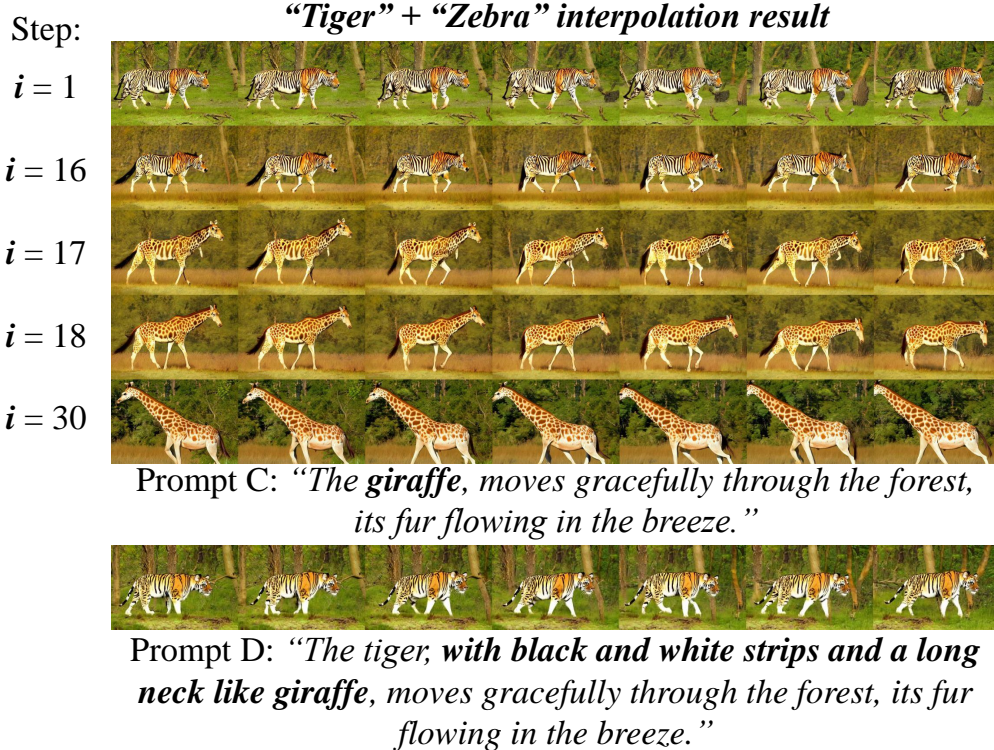 “Tiger” + “Zebra” interpolation result
Step:
i = 1
i = 16
i = 17
i = 18
i = 30
Prompt C: “The giraffe, moves gracefully through the forest,
its fur flowing in the breeze.”
Prompt D: “The tiger, with black and white strips and a long
neck like giraffe, moves gracefully through the forest, its fur
flowing in the breeze.”